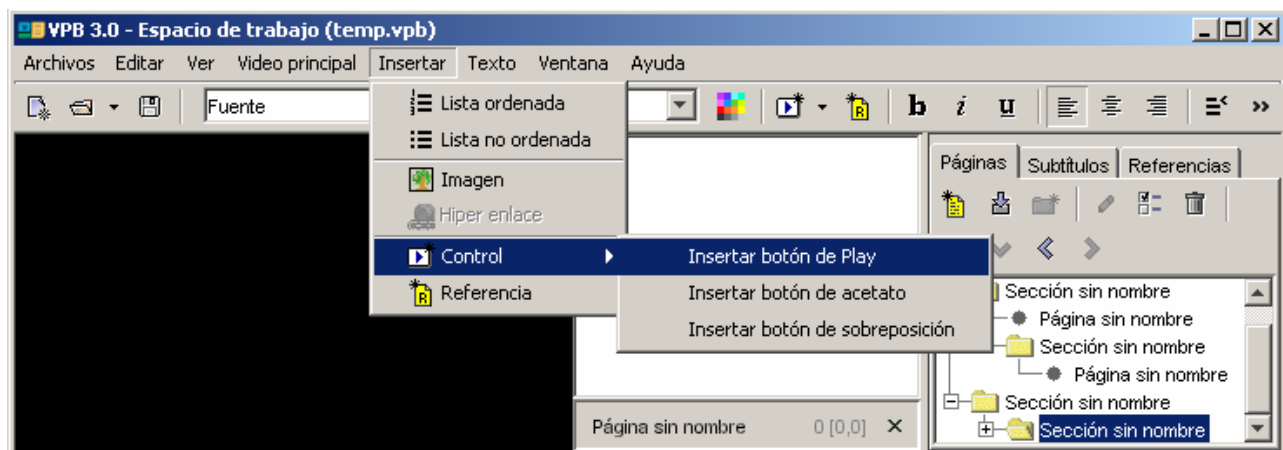 VPB 3.0 - Espacio de trabajo (temp.vpb)
Archivos Editar Ver Video principal Insertar Texto Ventana Ayuda
Fuente
b i u
Lista ordenada
Lista no ordenada
Imagen
Hiper enlace
Control
Referencia
Insertar botón de Play
Insertar botón de acetato
Insertar botón de sobreposición
Páginas Subtítulos Referencias
Sección sin nombre
Página sin nombre
Sección sin nombre
Página sin nombre
Sección sin nombre
Sección sin nombre
Página sin nombre 0 [0,0]